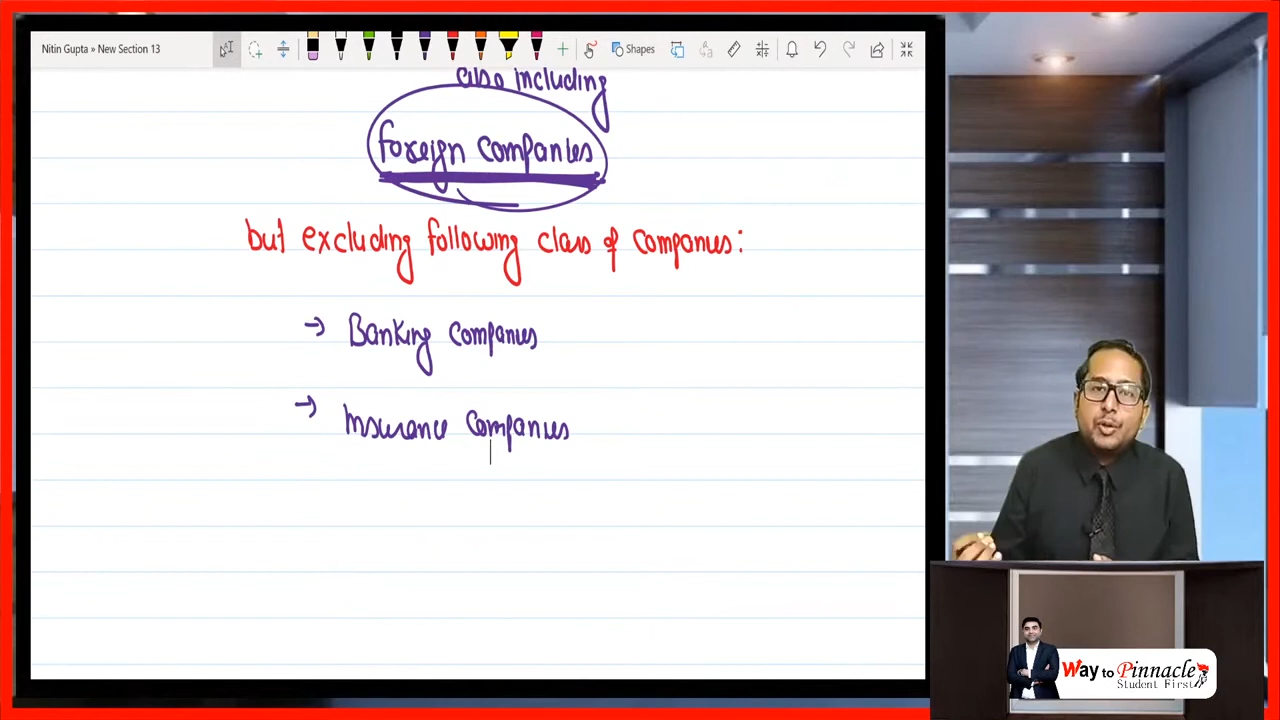 Nitin Gupta » New Section 13
Shapes
also including
foreign companies
but excluding following class of companies:
→ Banking Companies
→ Insurance Companies
Way to Pinnacle
Student First